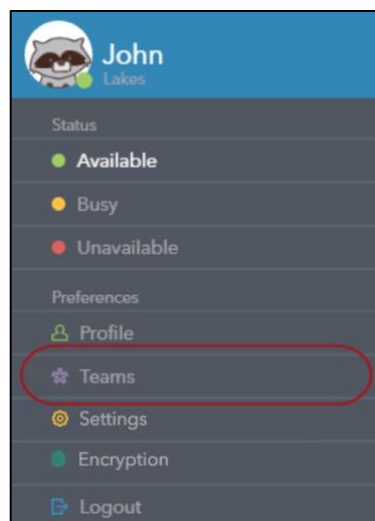 John
Lakes
Status
Available
Busy
Unavailable
Preferences
Profile
Teams
Settings
Encryption
Logout